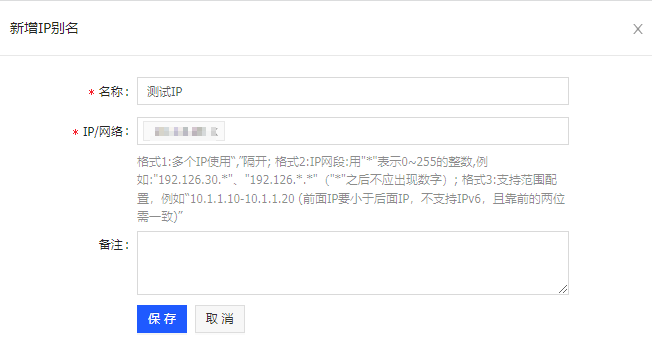 新增IP别名 X
* 名称： 测试IP
* IP/网络： x
格式1:多个IP使用“,”隔开; 格式2:IP网段:用"*"表示0~255的整数,例
如:"192.126.30.*"、"192.126.*.*"（"*"之后不应出现数字）; 格式3:支持范围配
置，例如“10.1.1.10-10.1.1.20 (前面IP要小于后面IP，不支持IPv6，且靠前的两位
需一致)”
备注：
保 存 取 消